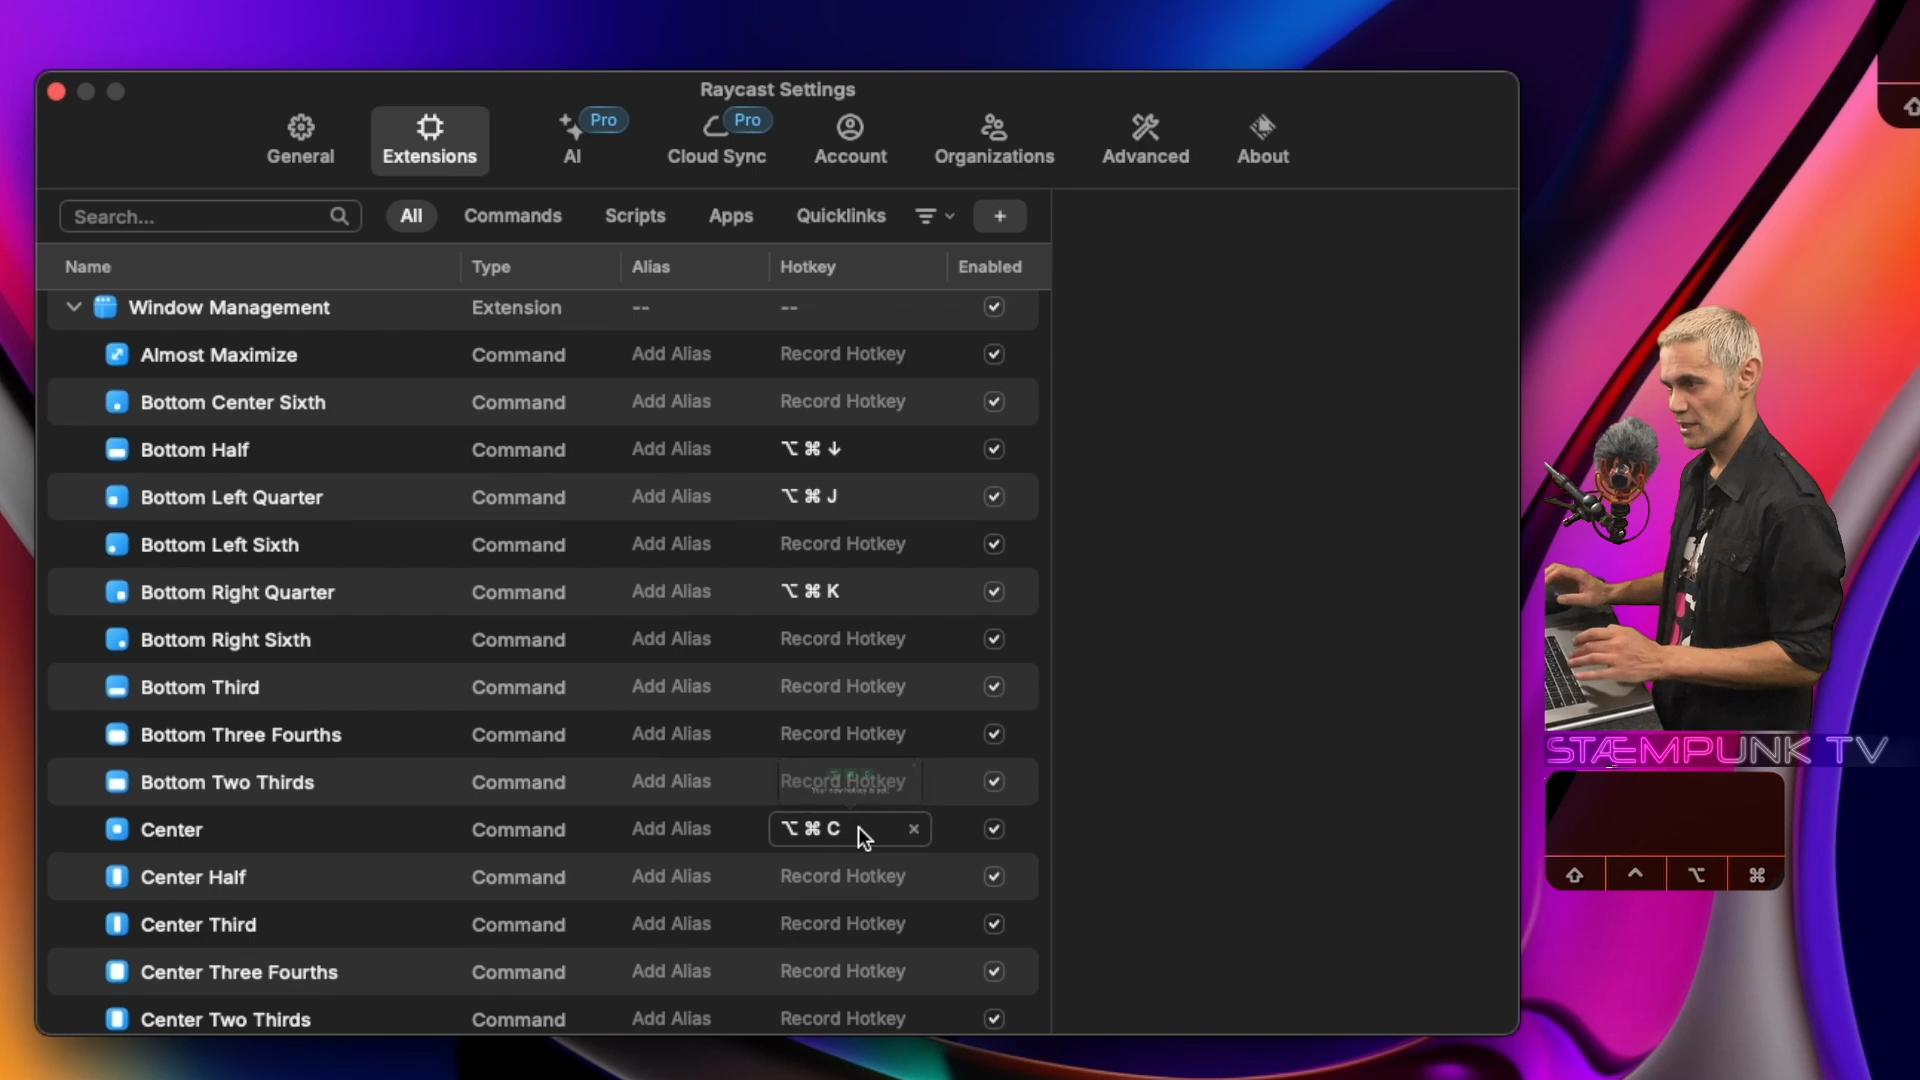 Raycast Settings
General
Extensions
Pro
AI
Pro
Cloud Sync
Account
Organizations
Advanced
About
Search...
All
Commands
Scripts
Apps
Quicklinks
+
Name Type Alias Hotkey Enabled
Window Management Extension -- --
Almost Maximize Command Add Alias Record Hotkey
Bottom Center Sixth Command Add Alias Record Hotkey
Bottom Half Command Add Alias ⌥ ⌘ ↓
Bottom Left Quarter Command Add Alias ⌥ ⌘ J
Bottom Left Sixth Command Add Alias Record Hotkey
Bottom Right Quarter Command Add Alias ⌥ ⌘ K
Bottom Right Sixth Command Add Alias Record Hotkey
Bottom Third Command Add Alias Record Hotkey
Bottom Three Fourths Command Add Alias Record Hotkey
Bottom Two Thirds Command Add Alias Record Hotkey
Your new hotkey is set!
Center Command Add Alias ⌥ ⌘ C ×
Center Half Command Add Alias Record Hotkey
Center Third Command Add Alias Record Hotkey
Center Three Fourths Command Add Alias Record Hotkey
Center Two Thirds Command Add Alias Record Hotkey
STÆMPUNK TV
⇧ ^ ⌥ ⌘